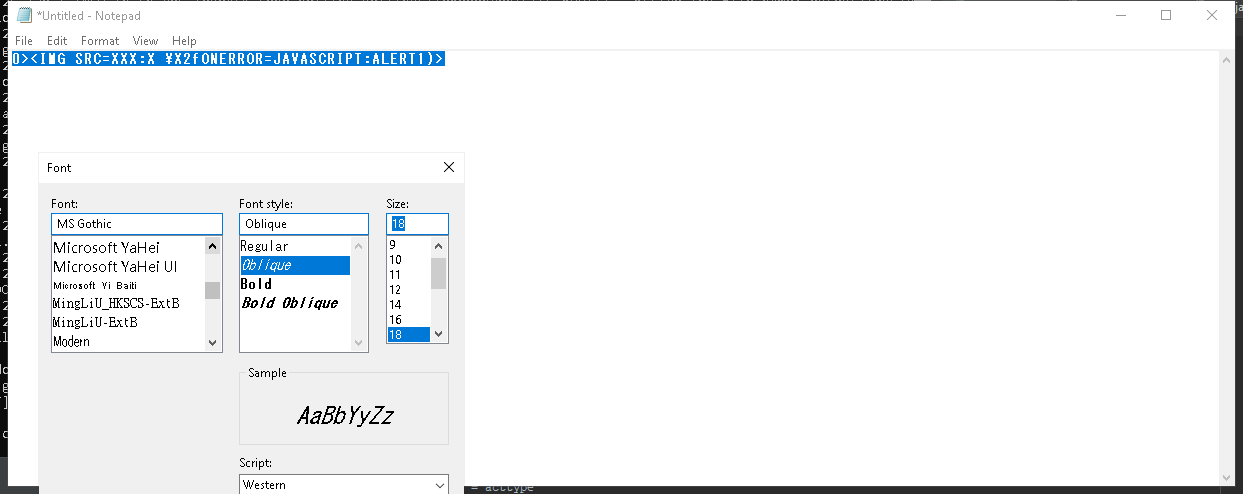 *Untitled - Notepad
File Edit Format View Help
0><IMG SRC=XXX:X ¥X2fONERROR=JAVASCRIPT:ALERT1)>
Font
Font: Font style: Size:
MS Gothic Oblique 18
Microsoft YaHei Regular 9
Microsoft YaHei UI Oblique 10
Microsoft Yi Baiti Bold 11
MingLiU_HKSCS-ExtB Bold Oblique 12
MingLiU-ExtB 14
Modern 16
18
Sample
AaBbYyZz
Script:
Western
= acctype